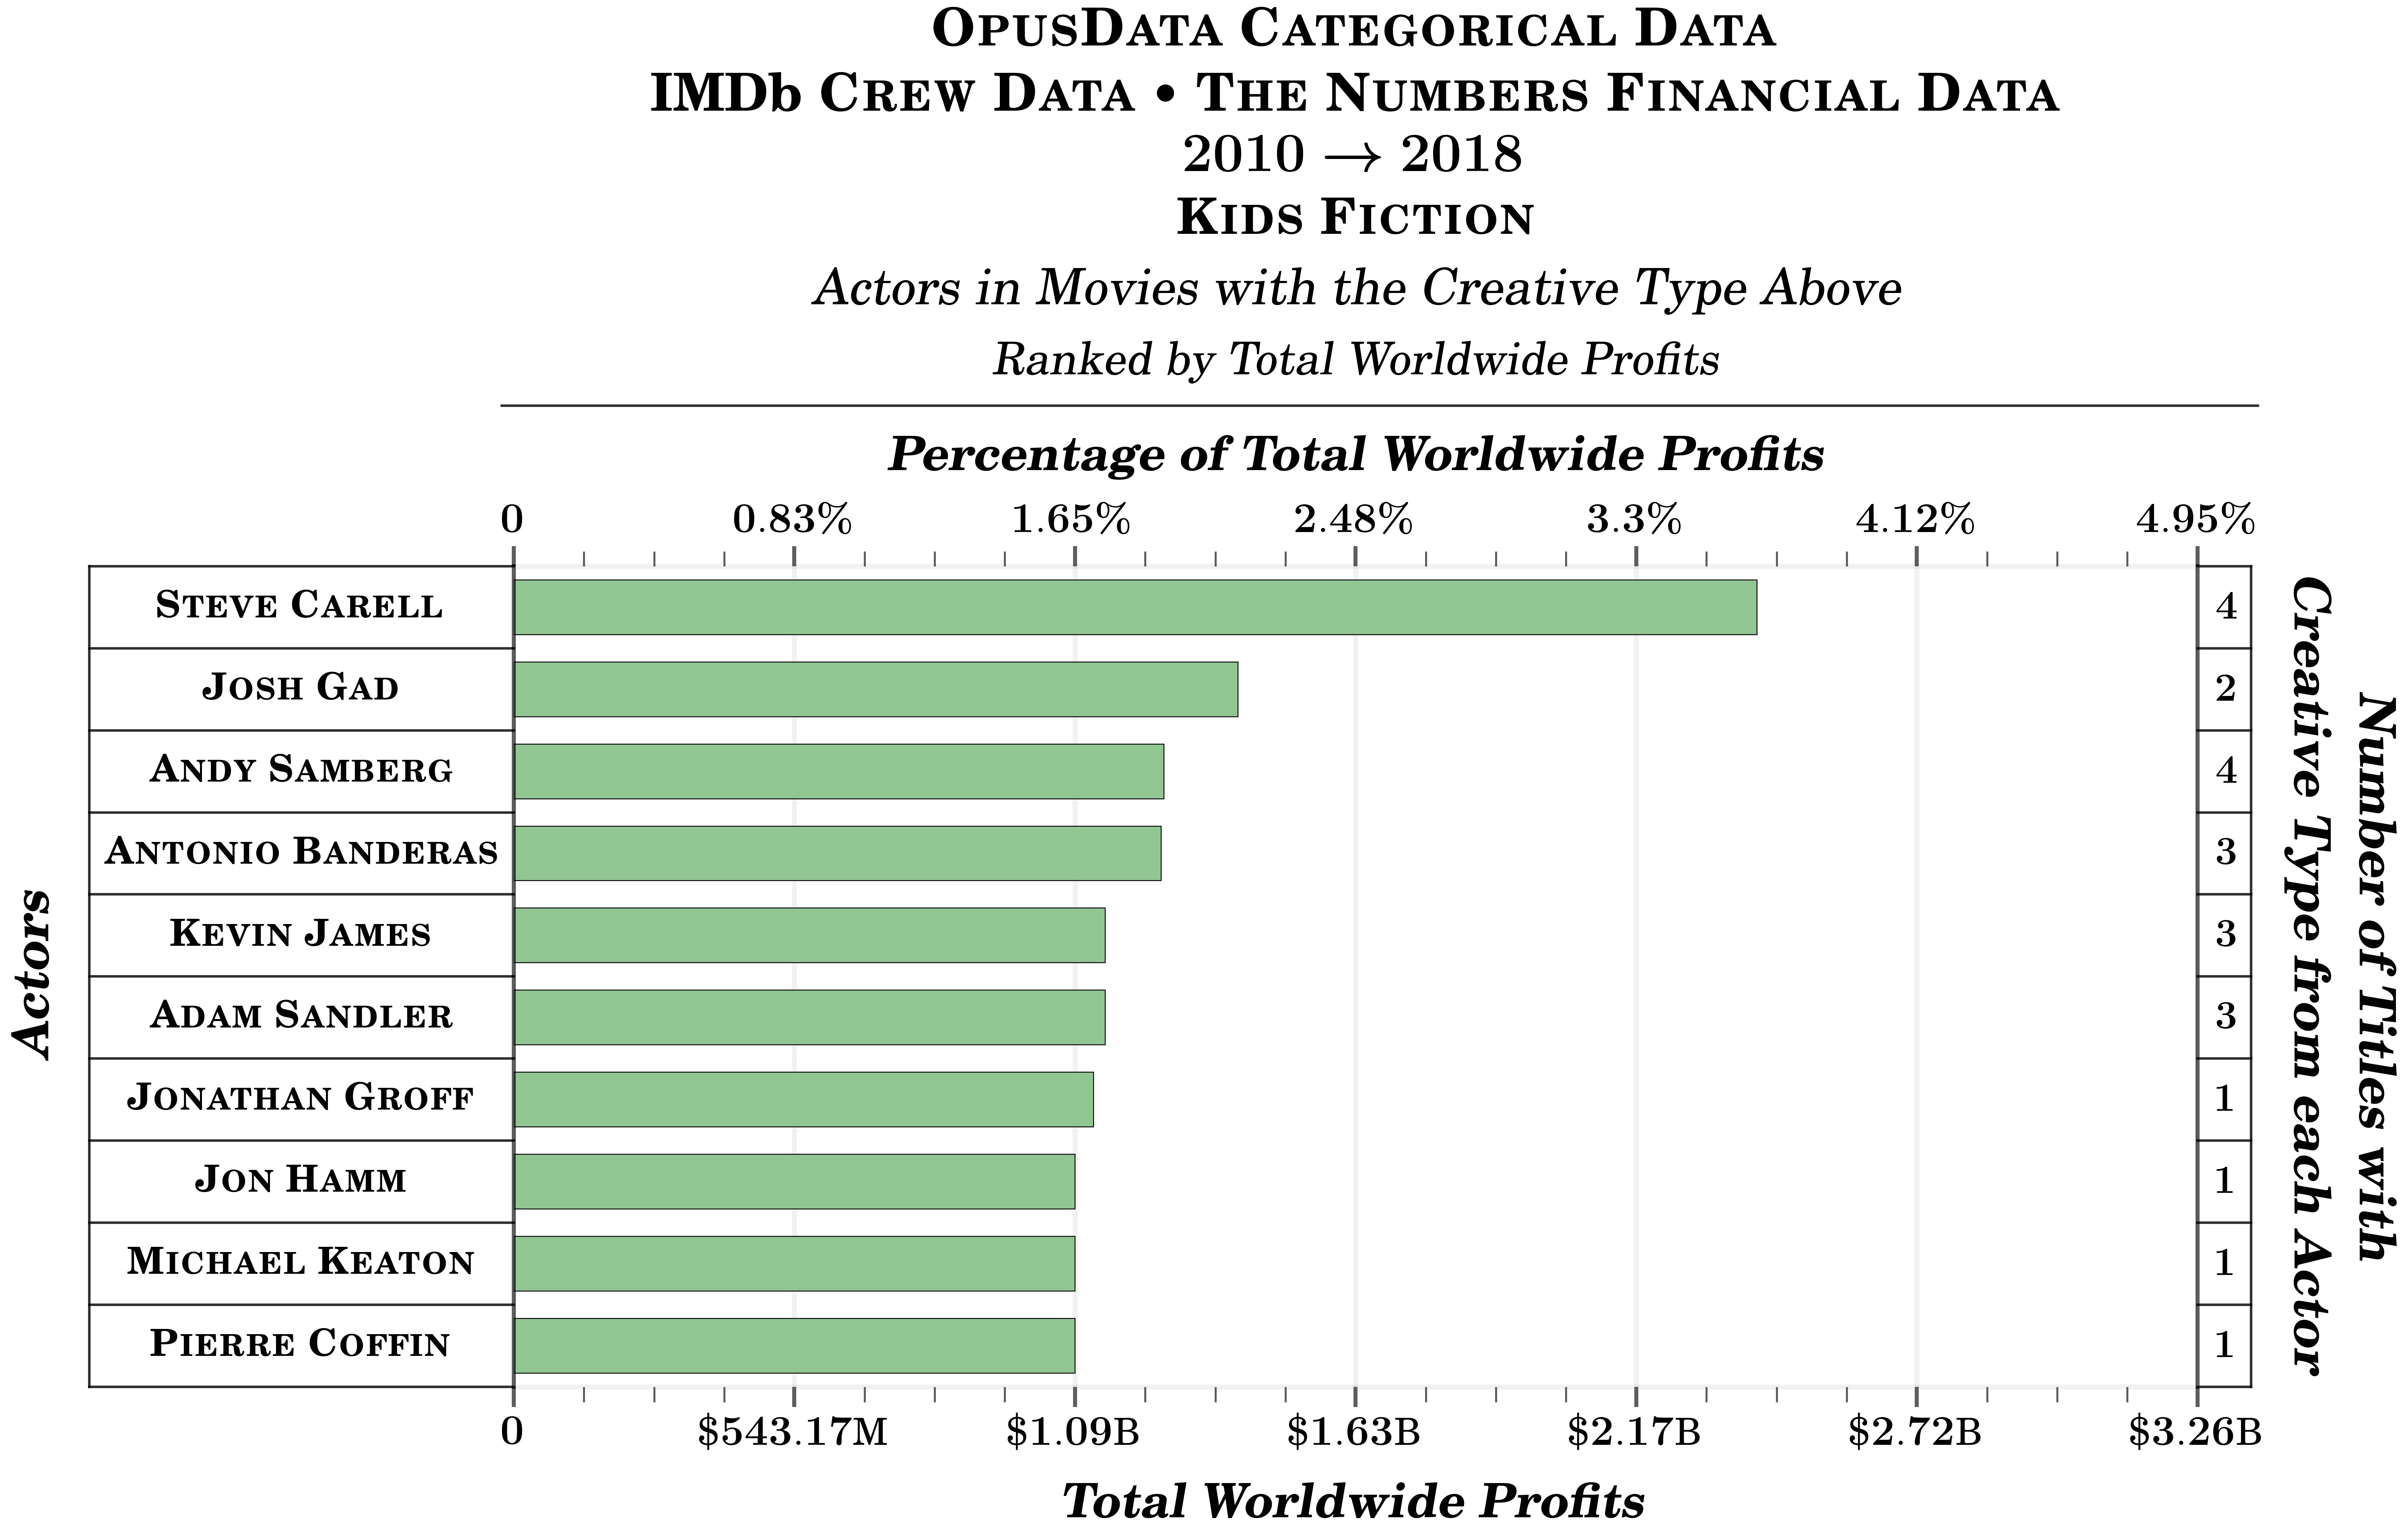 OpusData Categorical Data
IMDb Crew Data • The Numbers Financial Data
2010 → 2018
Kids Fiction
Actors in Movies with the Creative Type Above
Ranked by Total Worldwide Profits
Percentage of Total Worldwide Profits
0 0.83% 1.65% 2.48% 3.3% 4.12% 4.95%
Actors
Steve Carell 4
Josh Gad 2
Andy Samberg 4
Antonio Banderas 3
Kevin James 3
Adam Sandler 3
Jonathan Groff 1
Jon Hamm 1
Michael Keaton 1
Pierre Coffin 1
Number of Titles with
Creative Type from each Actor
0 $543.17M $1.09B $1.63B $2.17B $2.72B $3.26B
Total Worldwide Profits